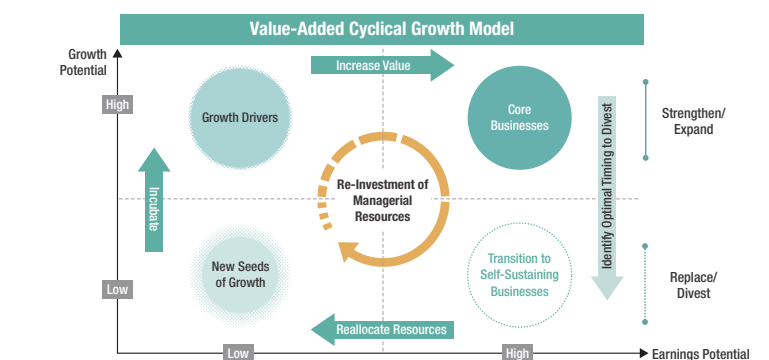 Value-Added Cyclical Growth Model
Growth
Potential
High
Low
Increase Value
Growth Drivers
Core
Businesses
Strengthen/
Expand
Identify Optimal Timing to Divest
Incubate
Re-Investment of
Managerial
Resources
New Seeds
of Growth
Transition to
Self-Sustaining
Businesses
Replace/
Divest
Reallocate Resources
Low
High
Earnings Potential